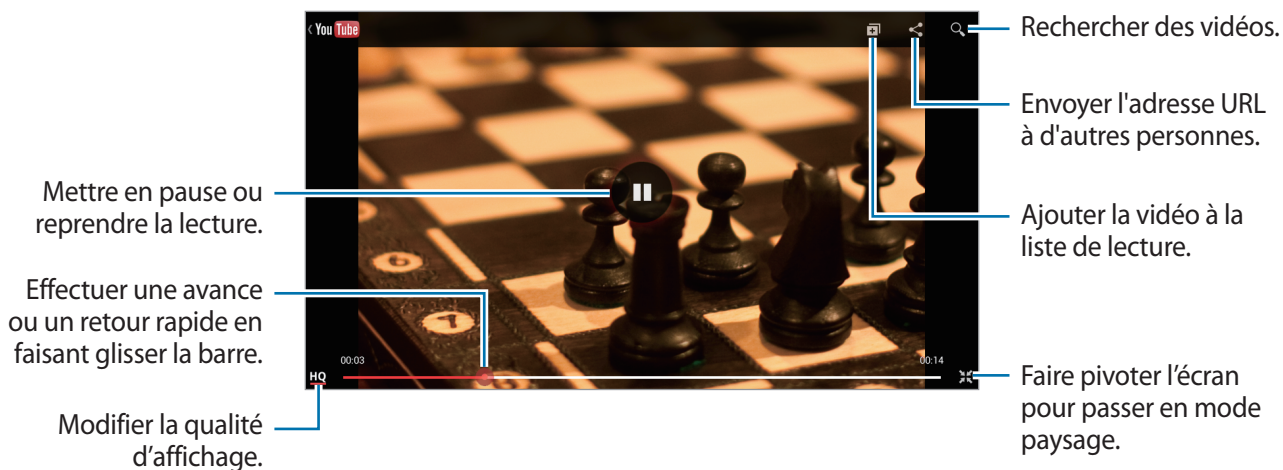 You Tube
Rechercher des vidéos.
Envoyer l'adresse URL
à d'autres personnes.
Mettre en pause ou
reprendre la lecture.
Ajouter la vidéo à la
liste de lecture.
Effectuer une avance
ou un retour rapide en
faisant glisser la barre.
6
7
00:03
00:14
HQ
Faire pivoter l’écran
pour passer en mode
paysage.
Modifier la qualité
d’affichage.